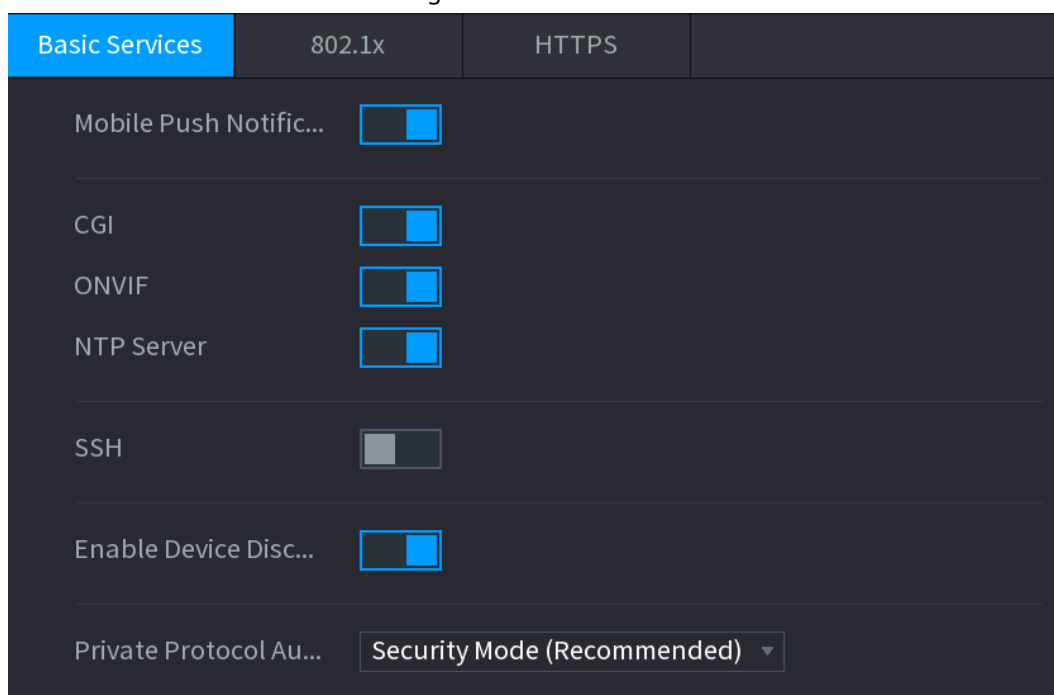 Basic Services 802.1x HTTPS
Mobile Push Notific...
CGI
ONVIF
NTP Server
SSH
Enable Device Disc...
Private Protocol Au... Security Mode (Recommended)